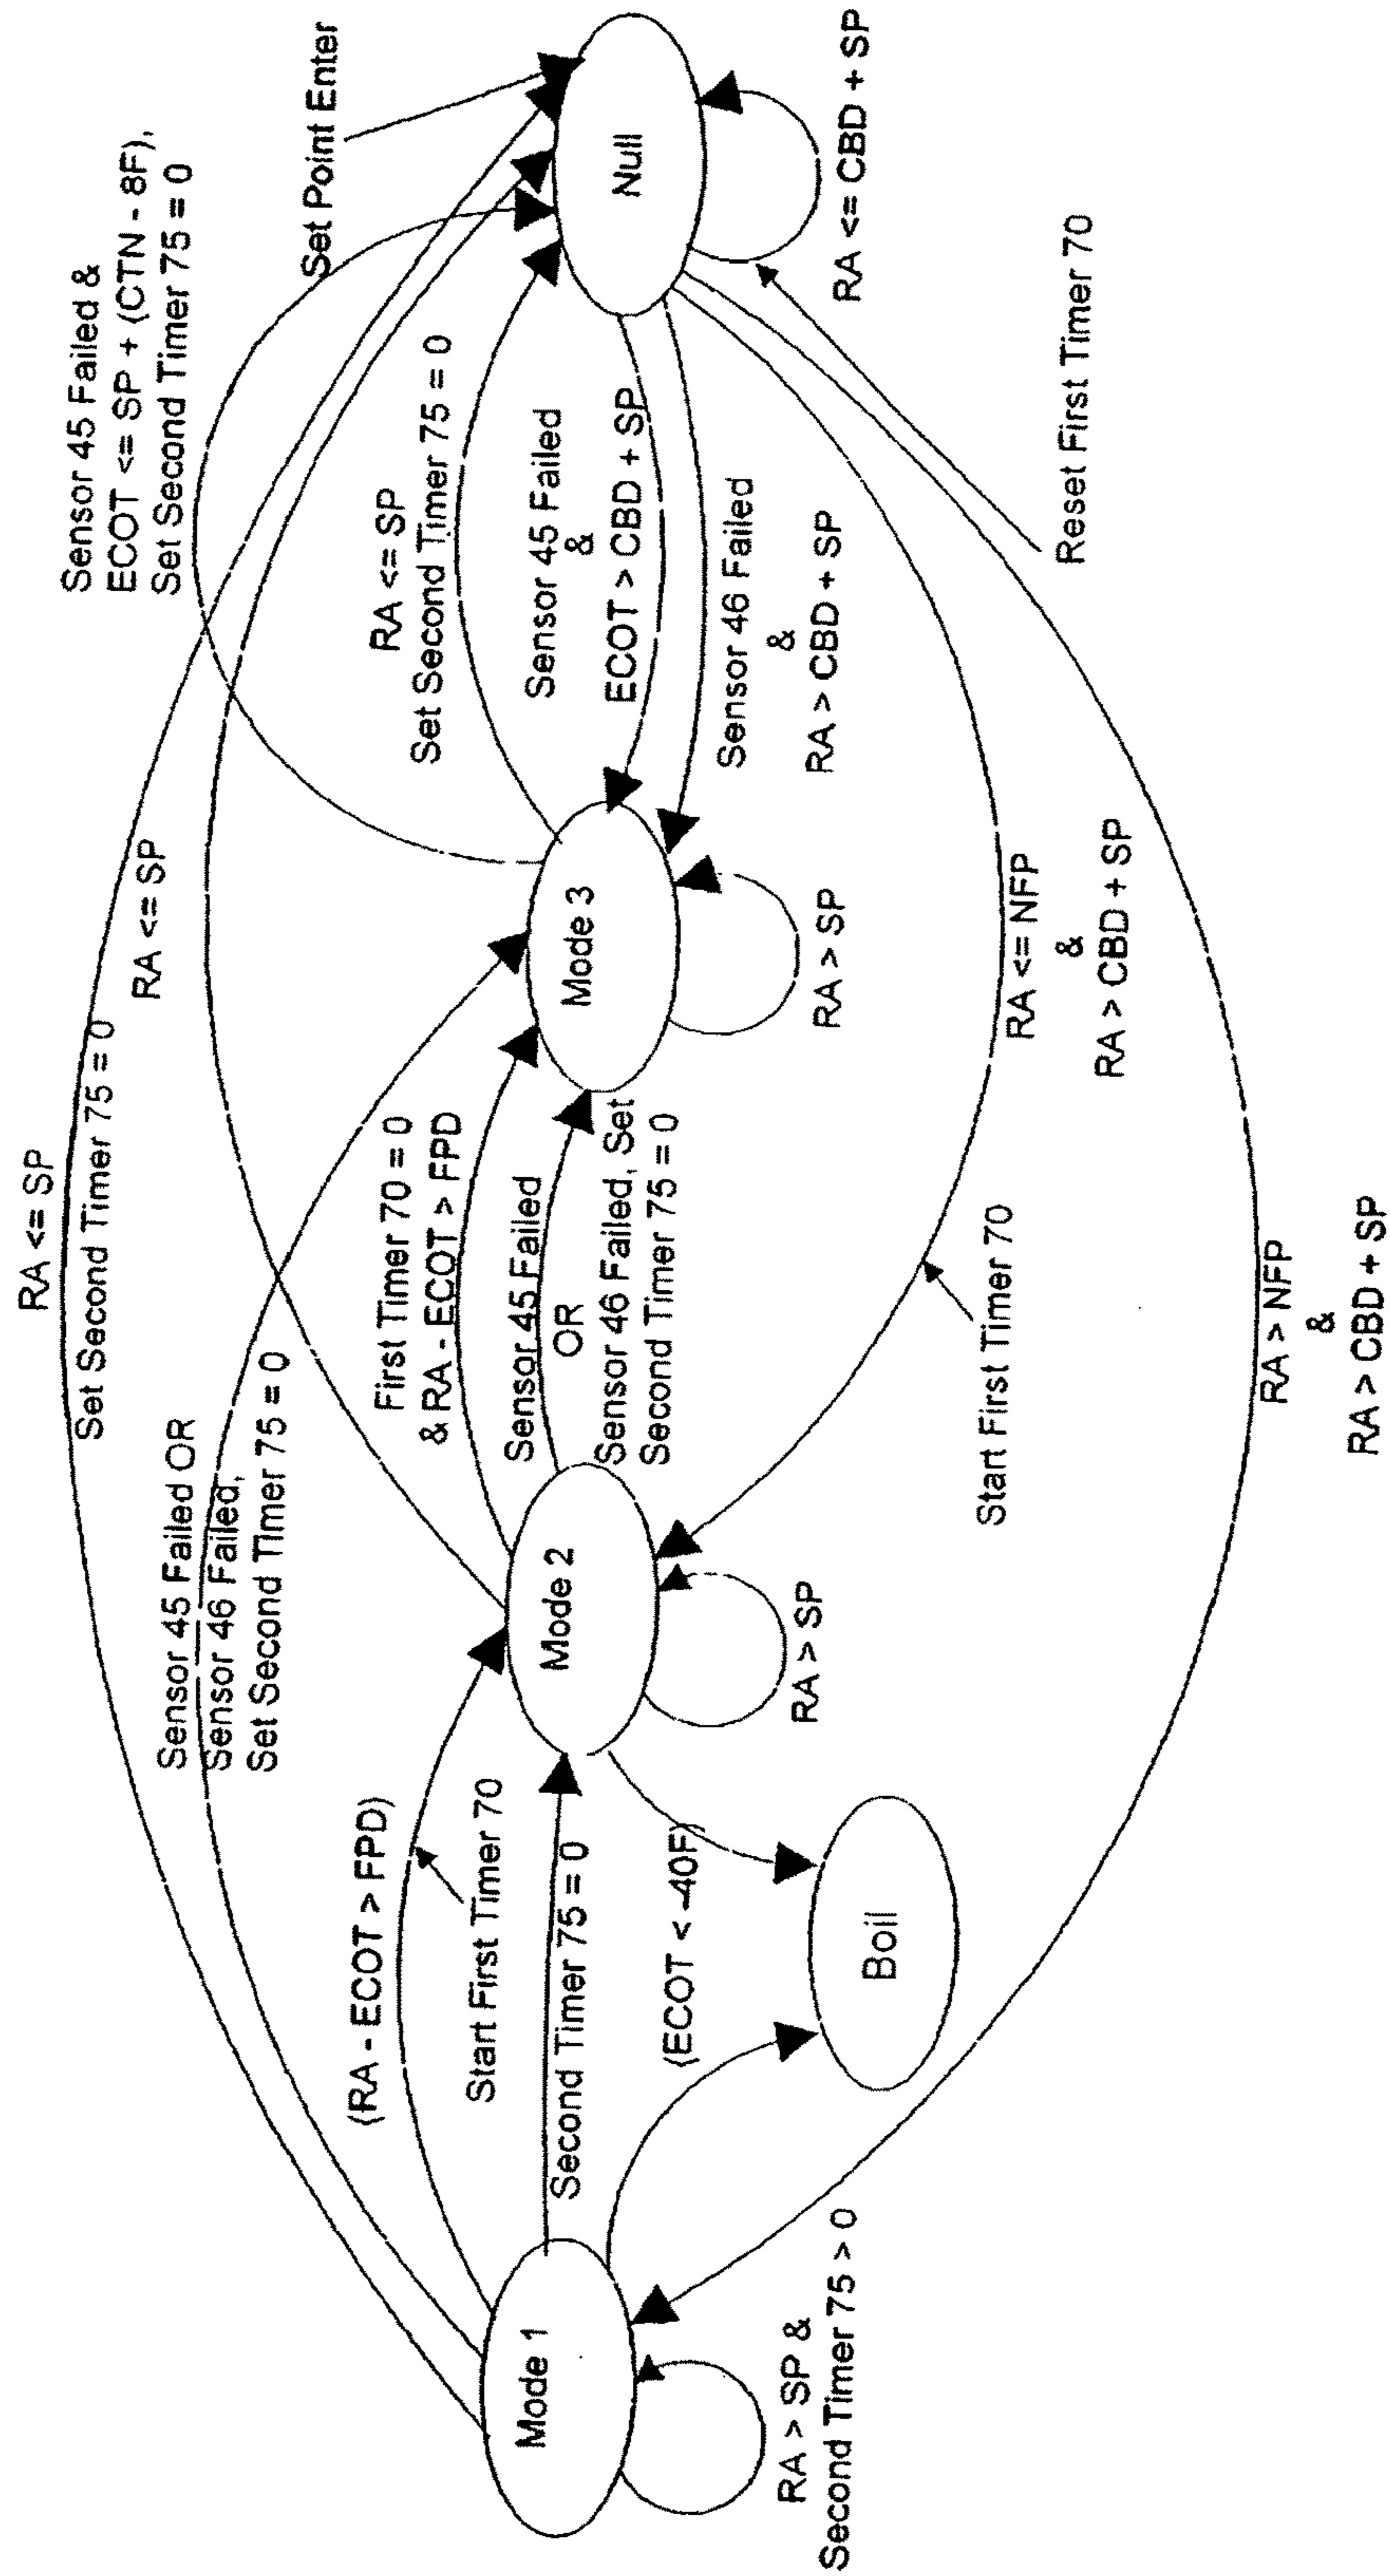 RA <= SP
Set Second Timer 75 = 0
Sensor 45 Failed &
ECOT <= SP + (CTN - 8F),
Set Second Timer 75 = 0
RA <= SP
Set Point Enter
Sensor 45 Failed OR
Sensor 46 Failed,
Set Second Timer 75 = 0
(RA - ECOT > FPD)
Start First Timer 70
Second Timer 75 = 0
First Timer 70 = 0
& RA - ECOT > FPD
Sensor 45 Failed
OR
Sensor 46 Failed, Set
Second Timer 75 = 0
RA <= SP
Set Second Timer 75 = 0
Sensor 45 Failed
&
ECOT > CBD + SP
Sensor 46 Failed
&
RA > CBD + SP
Mode 1
Mode 2
Mode 3
Null
(ECOT < -40F)
Boil
RA > SP &
Second Timer 75 > 0
RA > SP
RA > SP
RA <= CBD + SP
Start First Timer 70
RA <= NFP
&
RA > CBD + SP
Reset First Timer 70
RA > NFP
&
RA > CBD + SP